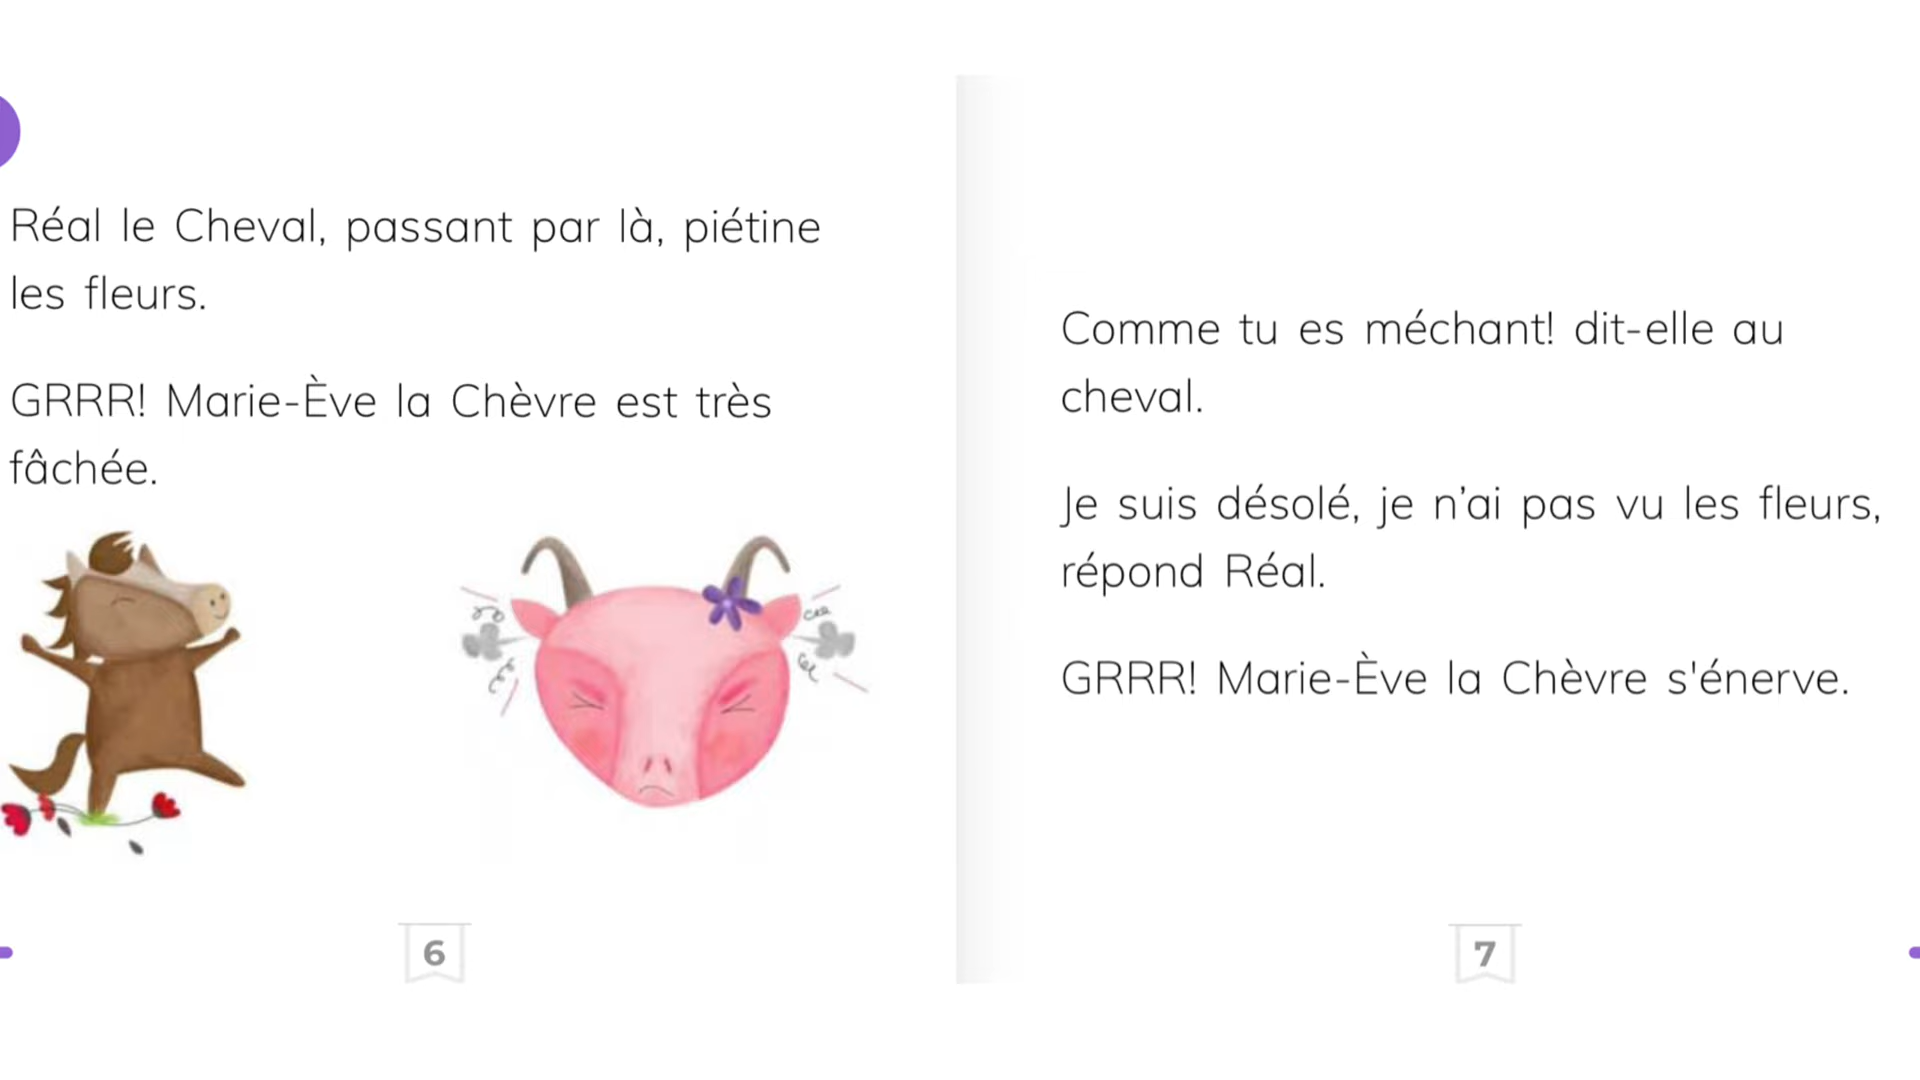 Réal le Cheval, passant par là, piétine
les fleurs.
GRRR! Marie-Ève la Chèvre est très
fâchée.
6
Comme tu es méchant! dit-elle au
cheval.
Je suis désolé, je n’ai pas vu les fleurs,
répond Réal.
GRRR! Marie-Ève la Chèvre s'énerve.
7